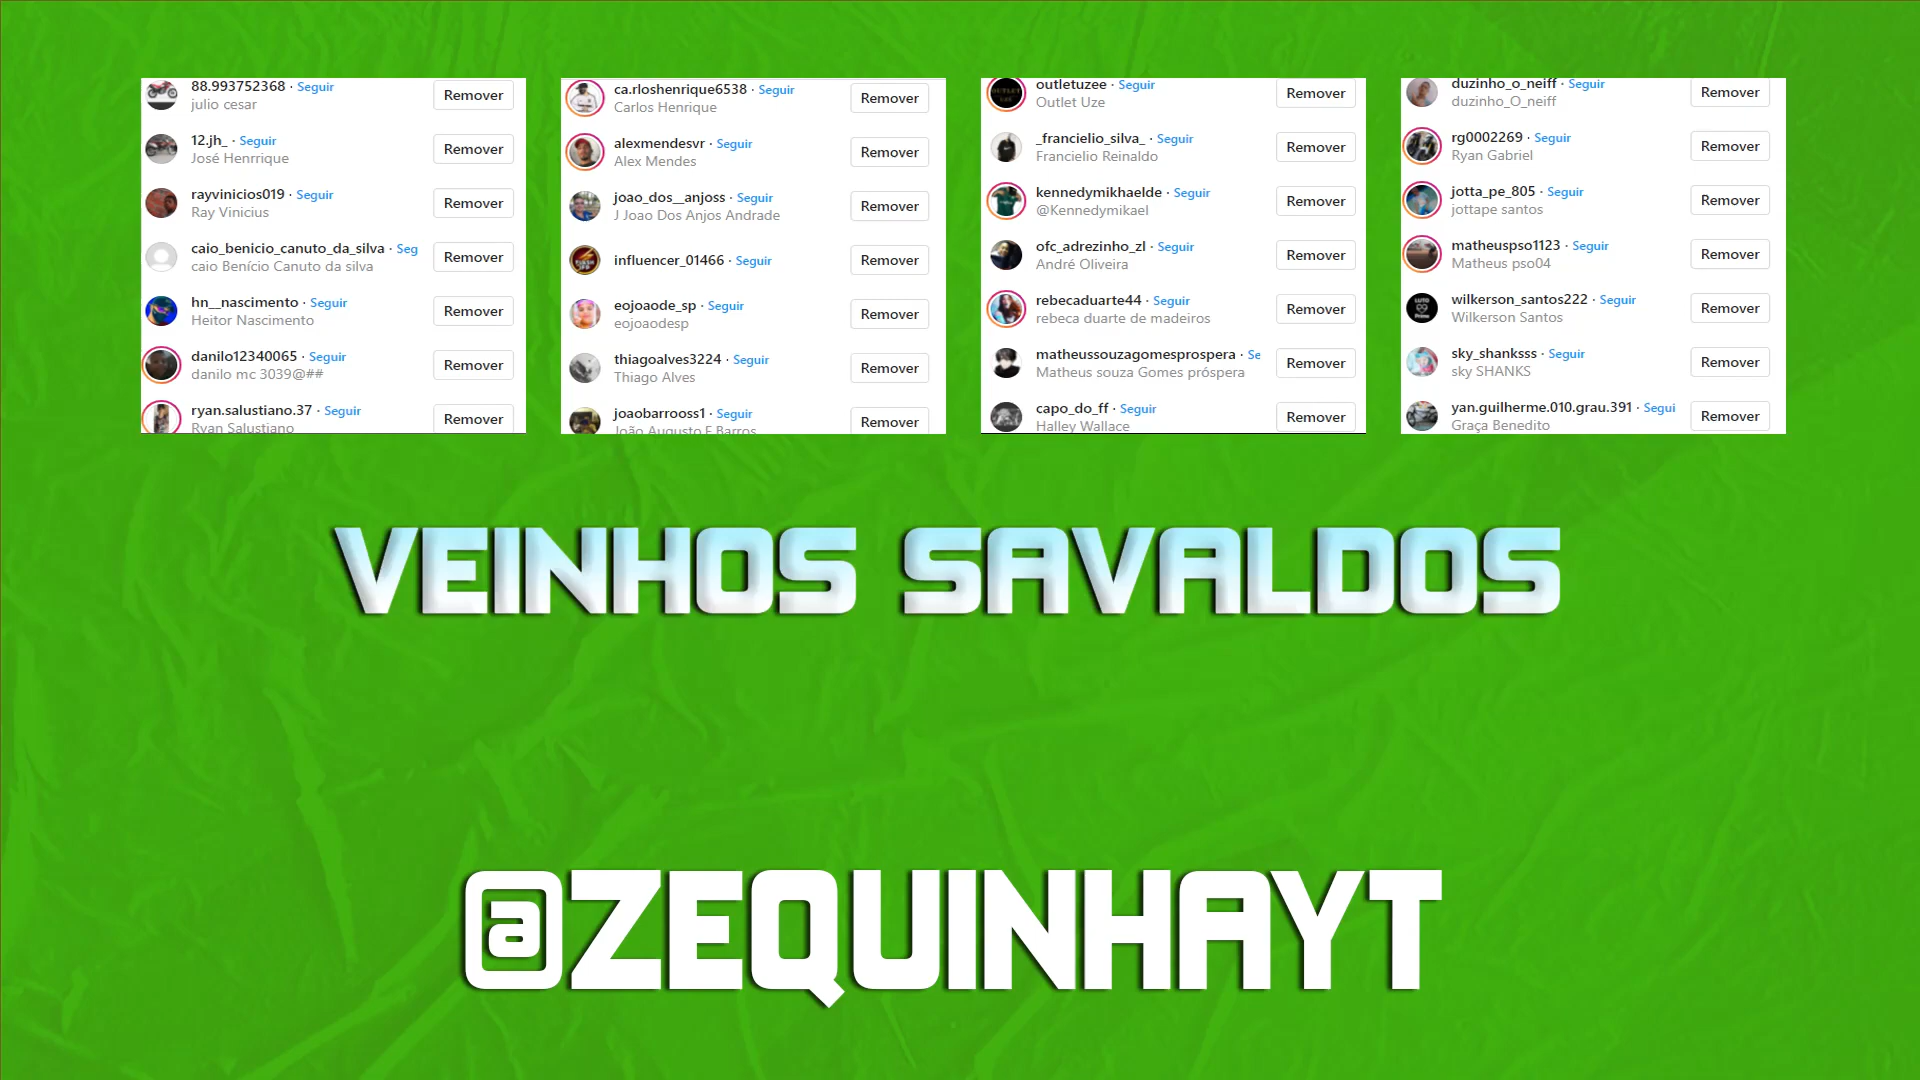 88.993752368 · Seguir
julio cesar
Remover
12.jh_ · Seguir
José Henrrique
Remover
rayvinicios019 · Seguir
Ray Vinicius
Remover
caio_benicio_canuto_da_silva · Seg
caio Benício Canuto da silva
Remover
hn__nascimento · Seguir
Heitor Nascimento
Remover
danilo12340065 · Seguir
danilo mc 3039@##
Remover
ryan.salustiano.37 · Seguir
Ryan Salustiano
Remover
ca.rloshenrique6538 · Seguir
Carlos Henrique
Remover
alexmendesvr · Seguir
Alex Mendes
Remover
joao_dos__anjoss · Seguir
J Joao Dos Anjos Andrade
Remover
influencer_01466 · Seguir
Remover
eojoaode_sp · Seguir
eojoaodesp
Remover
thiagoalves3224 · Seguir
Thiago Alves
Remover
joaobarrooss1 · Seguir
João Augusto F Barros
Remover
outletuzee · Seguir
Outlet Uze
Remover
_francielio_silva_ · Seguir
Francielio Reinaldo
Remover
kennedymikhaelde · Seguir
@Kennedymikael
Remover
ofc_adrezinho_zl · Seguir
André Oliveira
Remover
rebecaduarte44 · Seguir
rebeca duarte de madeiros
Remover
matheussouzagomesprospera · Se
Matheus souza Gomes próspera
Remover
capo_do_ff · Seguir
Halley Wallace
Remover
duzinho_o_neiff · Seguir
duzinho_O_neiff
Remover
rg0002269 · Seguir
Ryan Gabriel
Remover
jotta_pe_805 · Seguir
jottape santos
Remover
matheuspso1123 · Seguir
Matheus pso04
Remover
wilkerson_santos222 · Seguir
Wilkerson Santos
Remover
sky_shanksss · Seguir
sky SHANKS
Remover
yan.guilherme.010.grau.391 · Segui
Graça Benedito
Remover
VEINHOS SAVALDOS
@ZEQUINHAYT